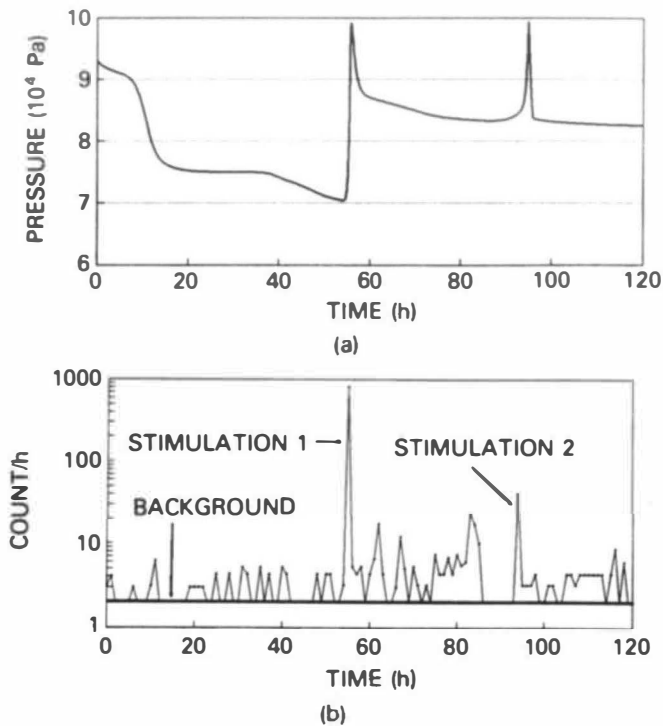 PRESSURE (10⁴ Pa)
10
9
8
7
6
0 20 40 60 80 100 120
TIME (h)
(a)
COUNT/h
1000
100
10
1
STIMULATION 1
STIMULATION 2
BACKGROUND
0 20 40 60 80 100 120
TIME (h)
(b)